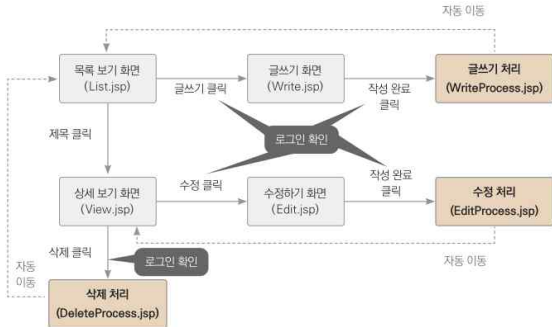 자동 이동
목록 보기 화면
(List.jsp)
글쓰기 클릭
글쓰기 화면
(Write.jsp)
작성 완료
클릭
글쓰기 처리
(WriteProcess.jsp)
제목 클릭
로그인 확인
상세 보기 화면
(View.jsp)
수정 클릭
수정하기 화면
(Edit.jsp)
작성 완료
클릭
수정 처리
(EditProcess.jsp)
삭제 클릭
로그인 확인
자동 이동
자동
이동
삭제 처리
(DeleteProcess.jsp)